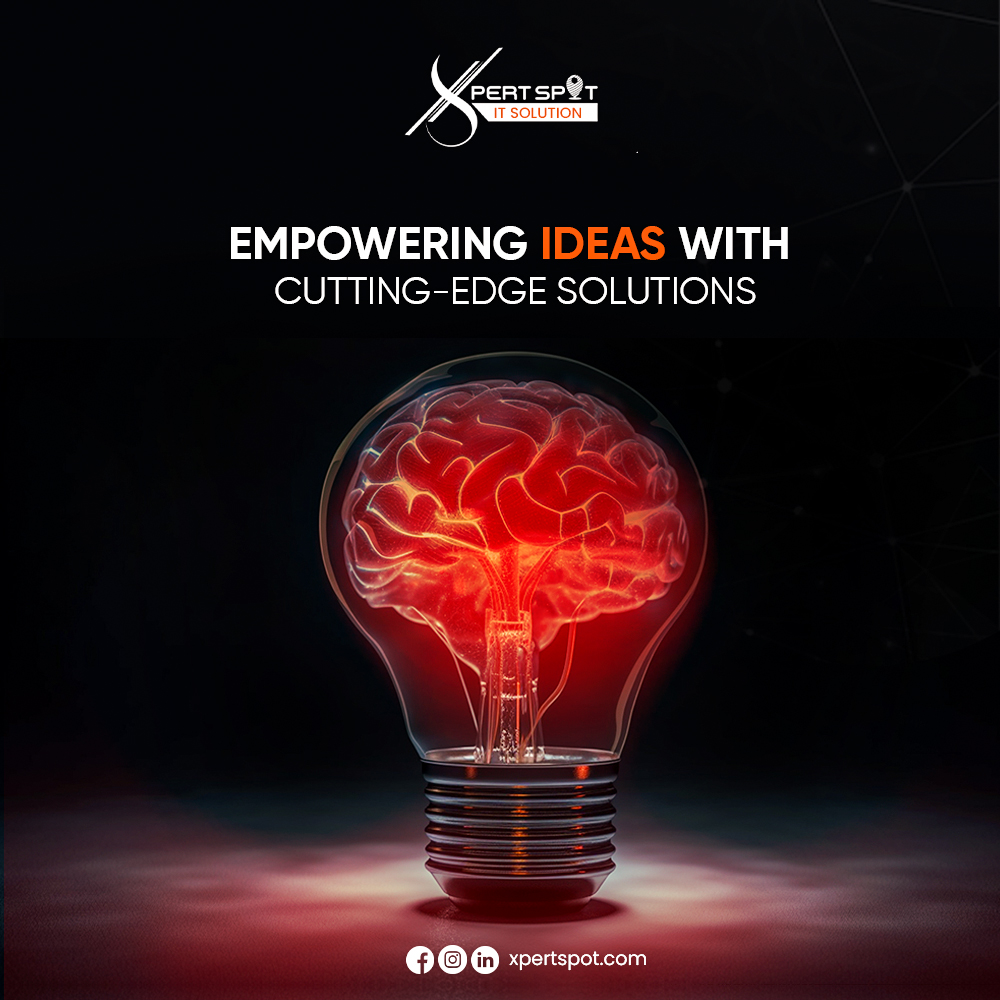 XPERT SPOT
IT SOLUTION
EMPOWERING IDEAS WITH
CUTTING-EDGE SOLUTIONS
xpertspot.com